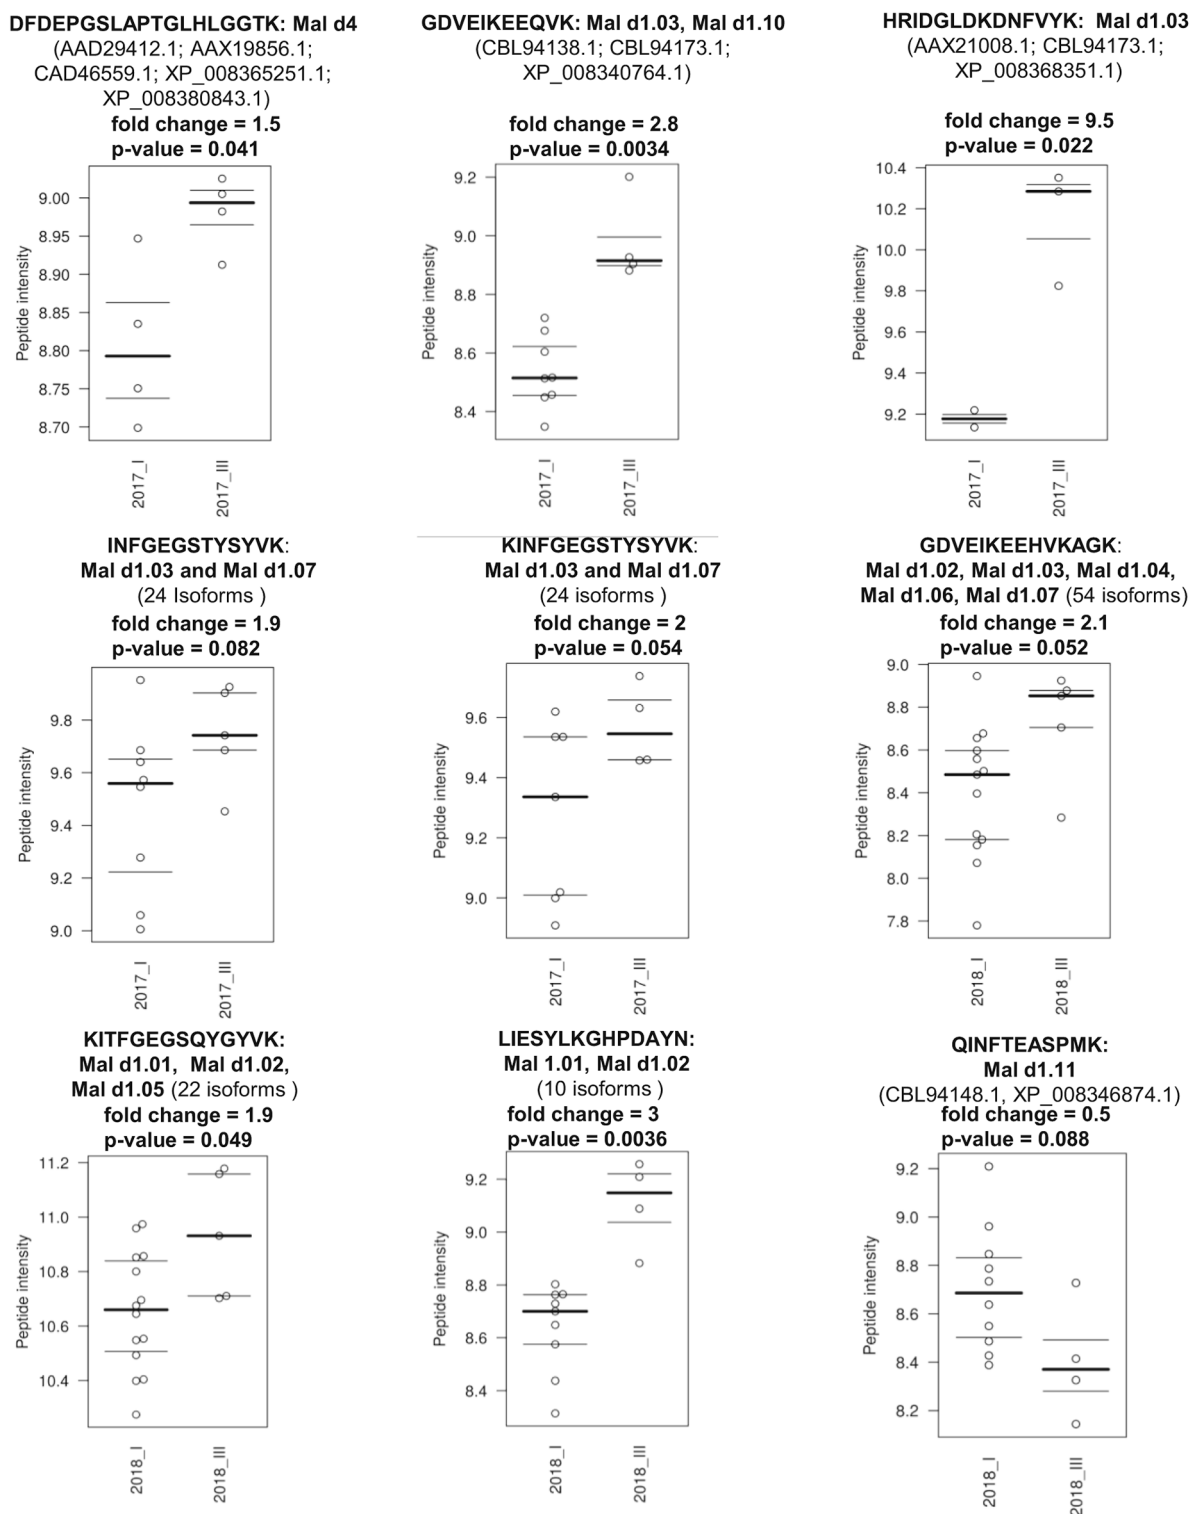 DFDEPGSLAPTGLHLGGTK: Mal d4
(AAD29412.1; AAX19856.1;
CAD46559.1; XP_008365251.1;
XP_008380843.1)
fold change = 1.5
p-value = 0.041
9.00
8.95
8.90
8.85
8.80
8.75
8.70
Peptide intensity
2017_I
2017_III
GDVEIKEEQVK: Mal d1.03, Mal d1.10
(CBL94138.1; CBL94173.1;
XP_008340764.1)
fold change = 2.8
p-value = 0.0034
9.2
9.0
8.8
8.6
8.4
Peptide intensity
2017_I
2017_III
HRIDGLDKDNFVYK: Mal d1.03
(AAX21008.1; CBL94173.1;
XP_008368351.1)
fold change = 9.5
p-value = 0.022
10.4
10.2
10.0
9.6
9.4
9.2
Peptide intensity
2017_I
2017_III
INFGEGSTYSYVK:
Mal d1.03 and Mal d1.07
(24 Isoforms )
fold change = 1.9
p-value = 0.082
9.8
9.6
9.4
9.2
9.0
Peptide intensity
2017_I
2017_III
KINFGEGSTYSYVK:
Mal d1.03 and Mal d1.07
(24 isoforms )
fold change = 2
p-value = 0.054
9.6
9.4
9.2
9.0
Peptide intensity
2017_I
2017_III
GDVEIKEEHVKAGK:
Mal d1.02, Mal d1.03, Mal d1.04,
Mal d1.06, Mal d1.07 (54 isoforms)
fold change = 2.1
p-value = 0.052
9.0
8.8
8.6
8.4
8.2
8.0
7.8
Peptide intensity
2018_I
2018_III
KITFGEGSQYGYVK:
Mal d1.01, Mal d1.02,
Mal d1.05 (22 isoforms )
fold change = 1.9
p-value = 0.049
11.2
11.0
10.8
10.6
10.4
Peptide intensity
2018_I
2018_III
LIESYLKGHPDAYN:
Mal 1.01, Mal d1.02
(10 isoforms )
fold change = 3
p-value = 0.0036
9.2
9.0
8.8
8.6
8.4
Peptide intensity
2018_I
2018_III
QINFTEASPMK:
Mal d1.11
(CBL94148.1, XP_008346874.1)
fold change = 0.5
p-value = 0.088
9.2
9.0
8.8
8.6
8.4
8.2
Peptide intensity
2018_I
2018_III